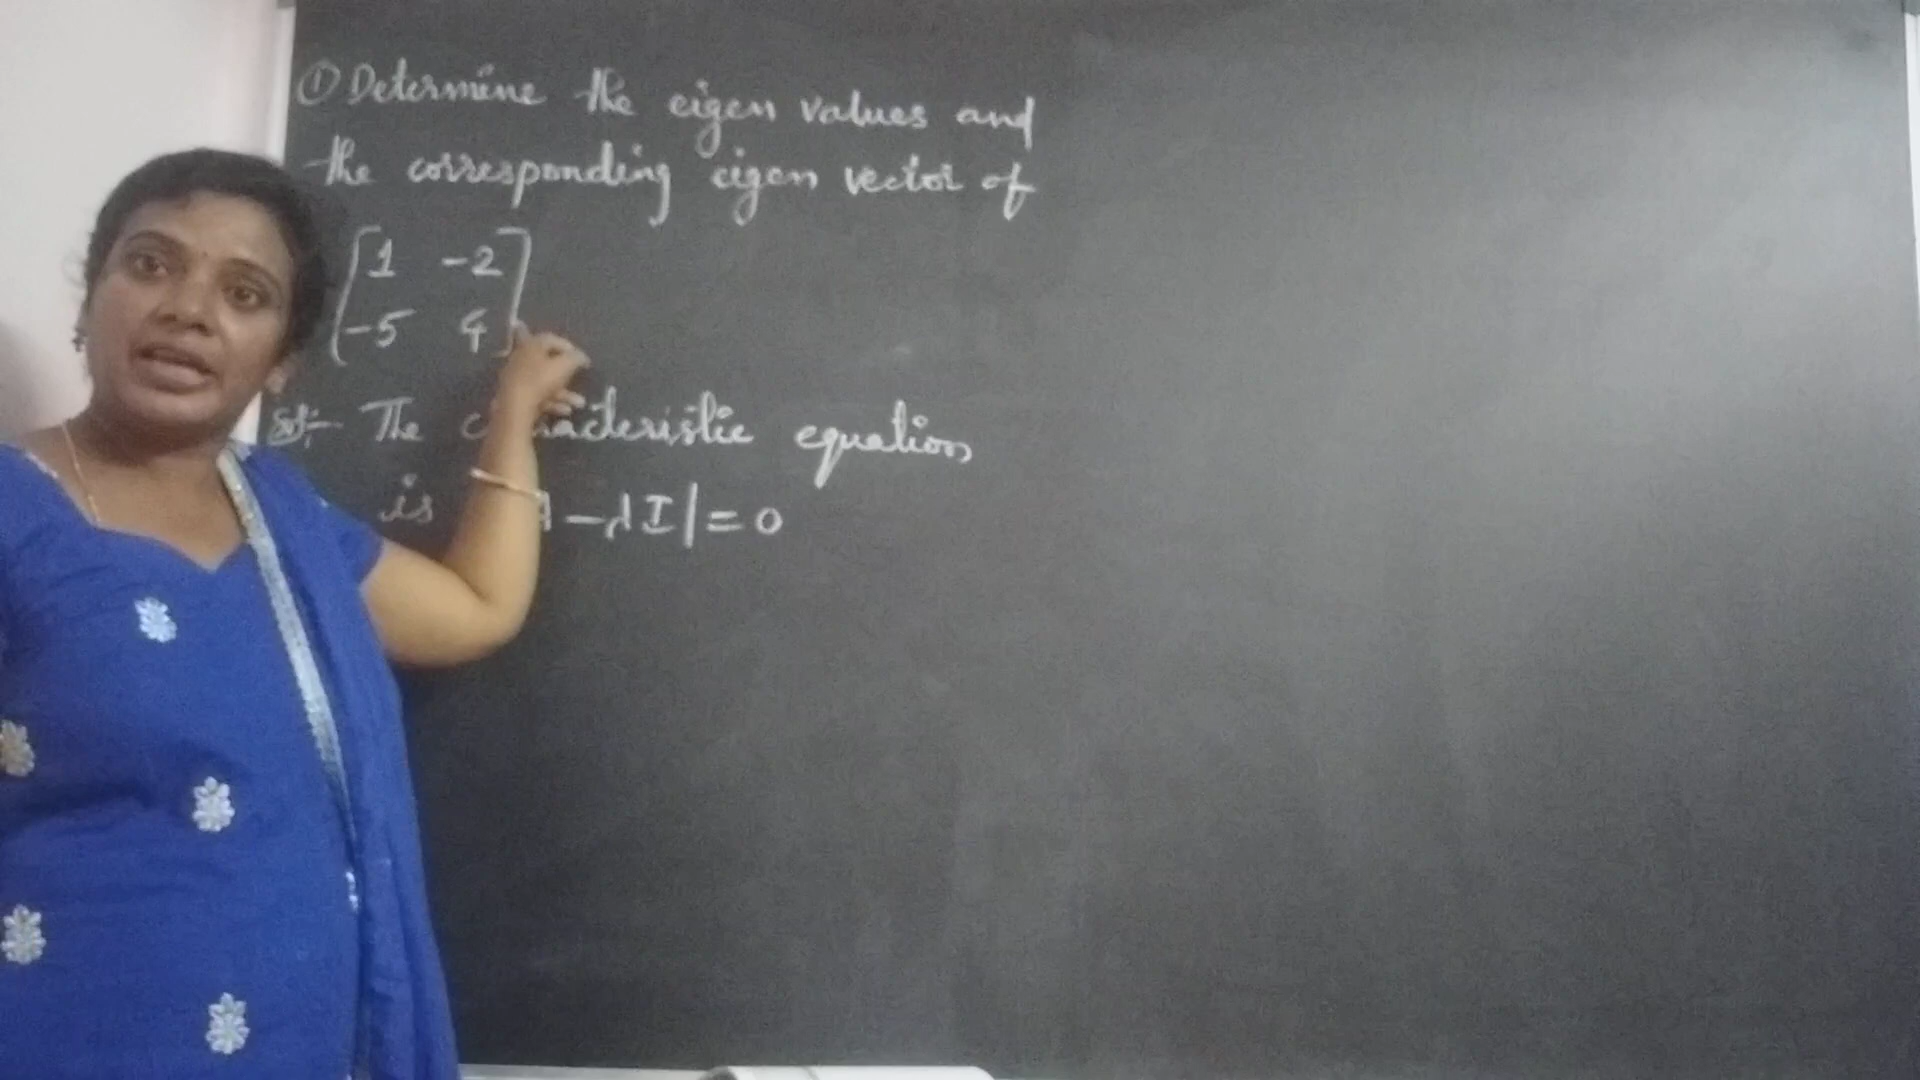 ① Determine the eigen values and
the corresponding eigen vector of
[1 -2]
[-5 4]
Sol:- The characteristic equation
is |A-λI|=0